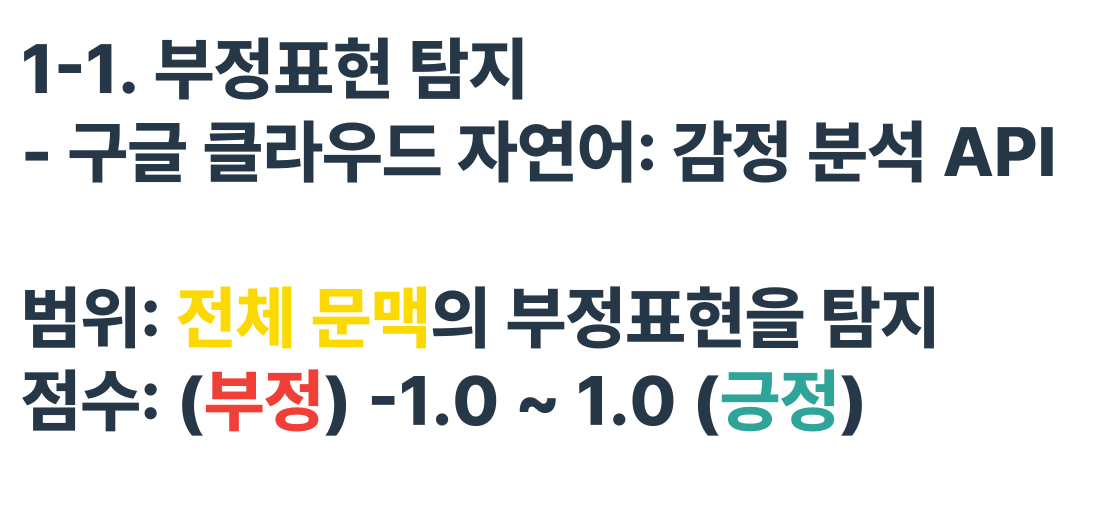 1-1. 부정표현 탐지
- 구글 클라우드 자연어: 감정 분석 API
범위: 전체 문맥의 부정표현을 탐지
점수: (부정) -1.0 ~ 1.0 (긍정)